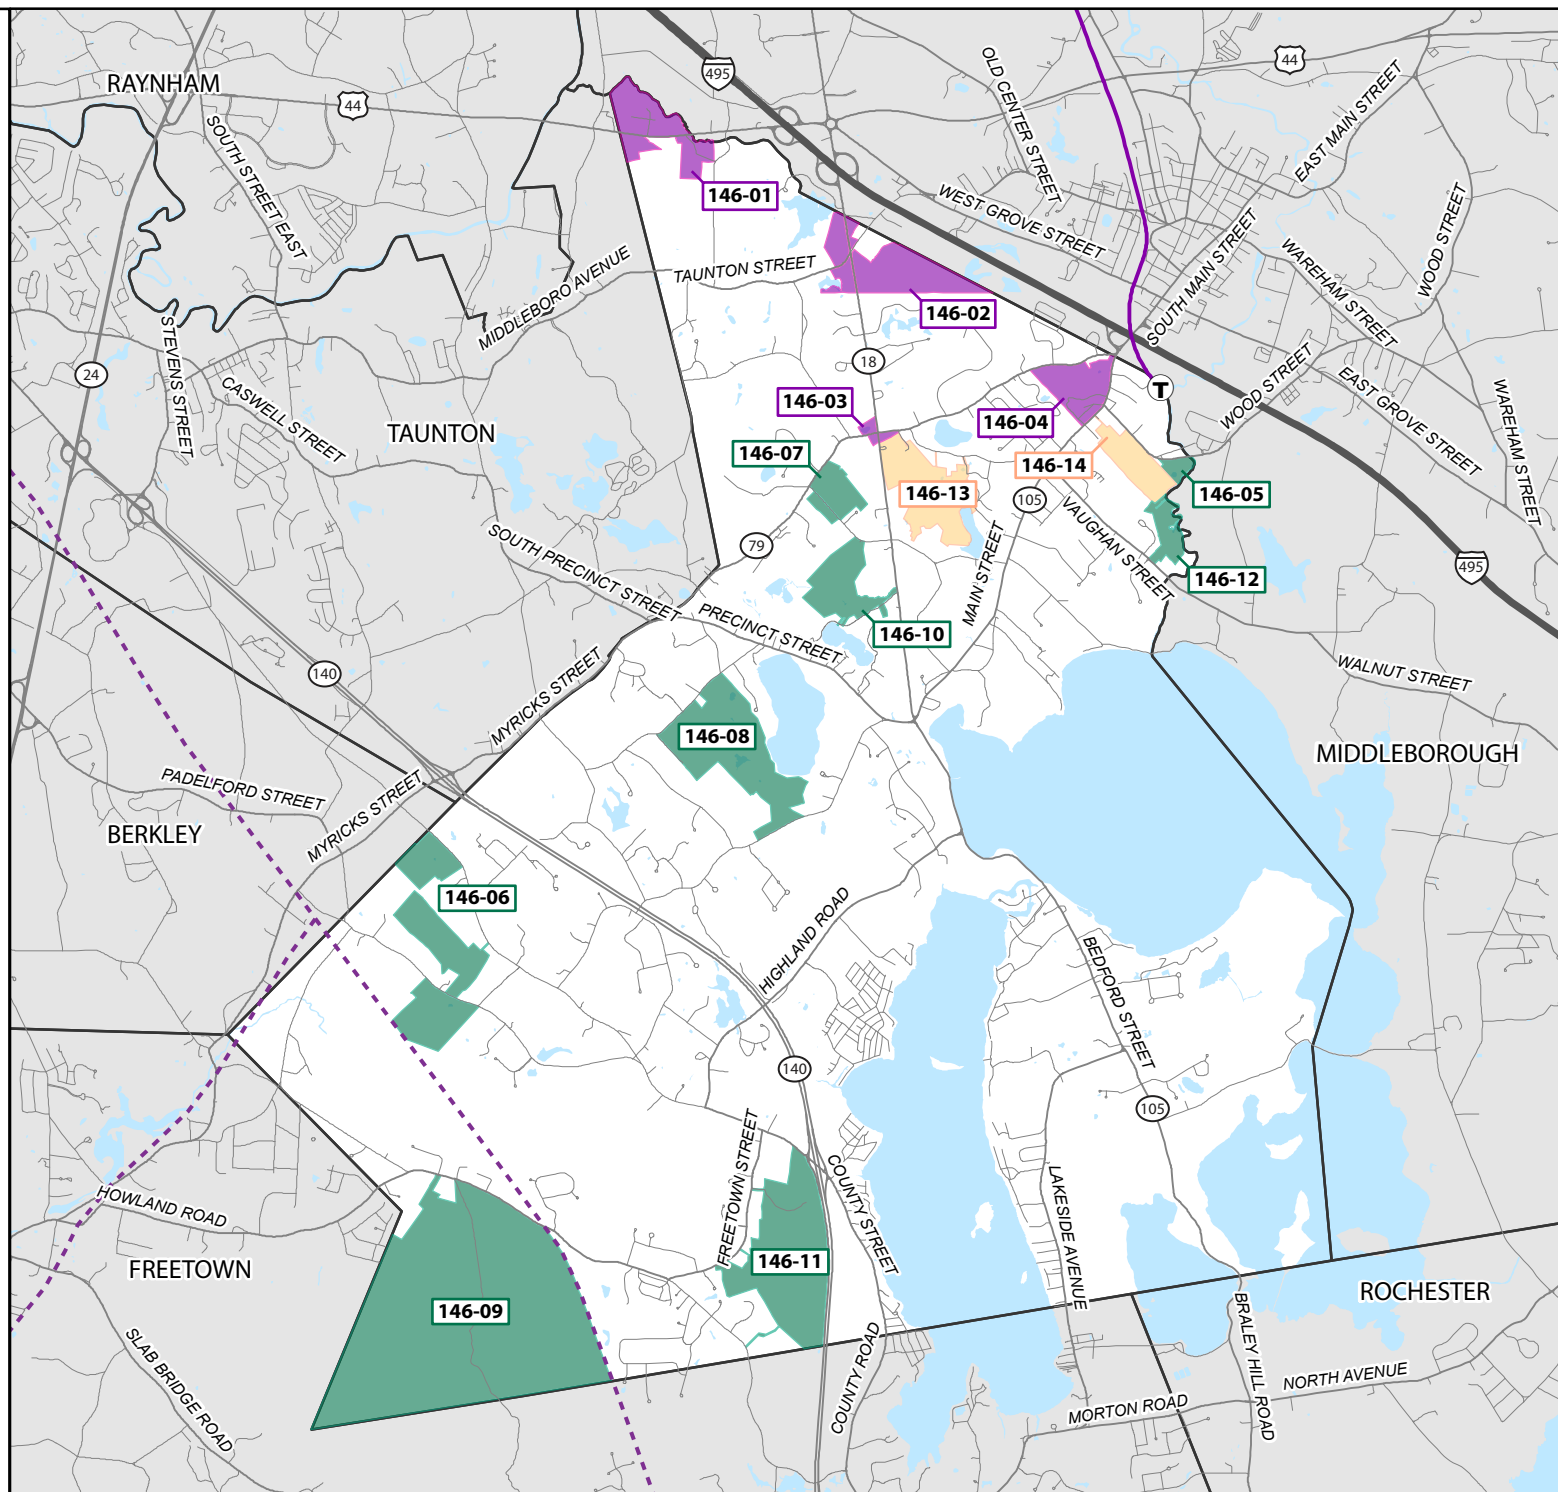 495
44
RAYNHAM
44
OLD CENTER STREET
EAST MAIN STREET
SOUTH STREET EAST
146-01
WEST GROVE STREET
WOOD STREET
SOUTH MAIN STREET
WAREHAM STREET
TAUNTON STREET
MIDDLEBORO AVENUE
146-02
STEVENS STREET
18
24
T
WOOD STREET
EAST GROVE STREET
WAREHAM STREET
CASWELL STREET
146-03
146-04
TAUNTON
146-07
146-14
146-13
146-05
105
VAUGHAN STREET
79
SOUTH PRECINCT STREET
MAIN STREET
495
146-12
PRECINCT STREET
146-10
140
WALNUT STREET
MYRICKS STREET
146-08
MIDDLEBOROUGH
PADELFORD STREET
MYRICKS STREET
BERKLEY
146-06
HIGHLAND ROAD
BEDFORD STREET
140
105
FREETOWN STREET
COUNTY STREET
LAKESIDE AVENUE
HOWLAND ROAD
146-11
FREETOWN
ROCHESTER
146-09
SLAB BRIDGE ROAD
COUNTY ROAD
BRALEY HILL ROAD
NORTH AVENUE
MORTON ROAD